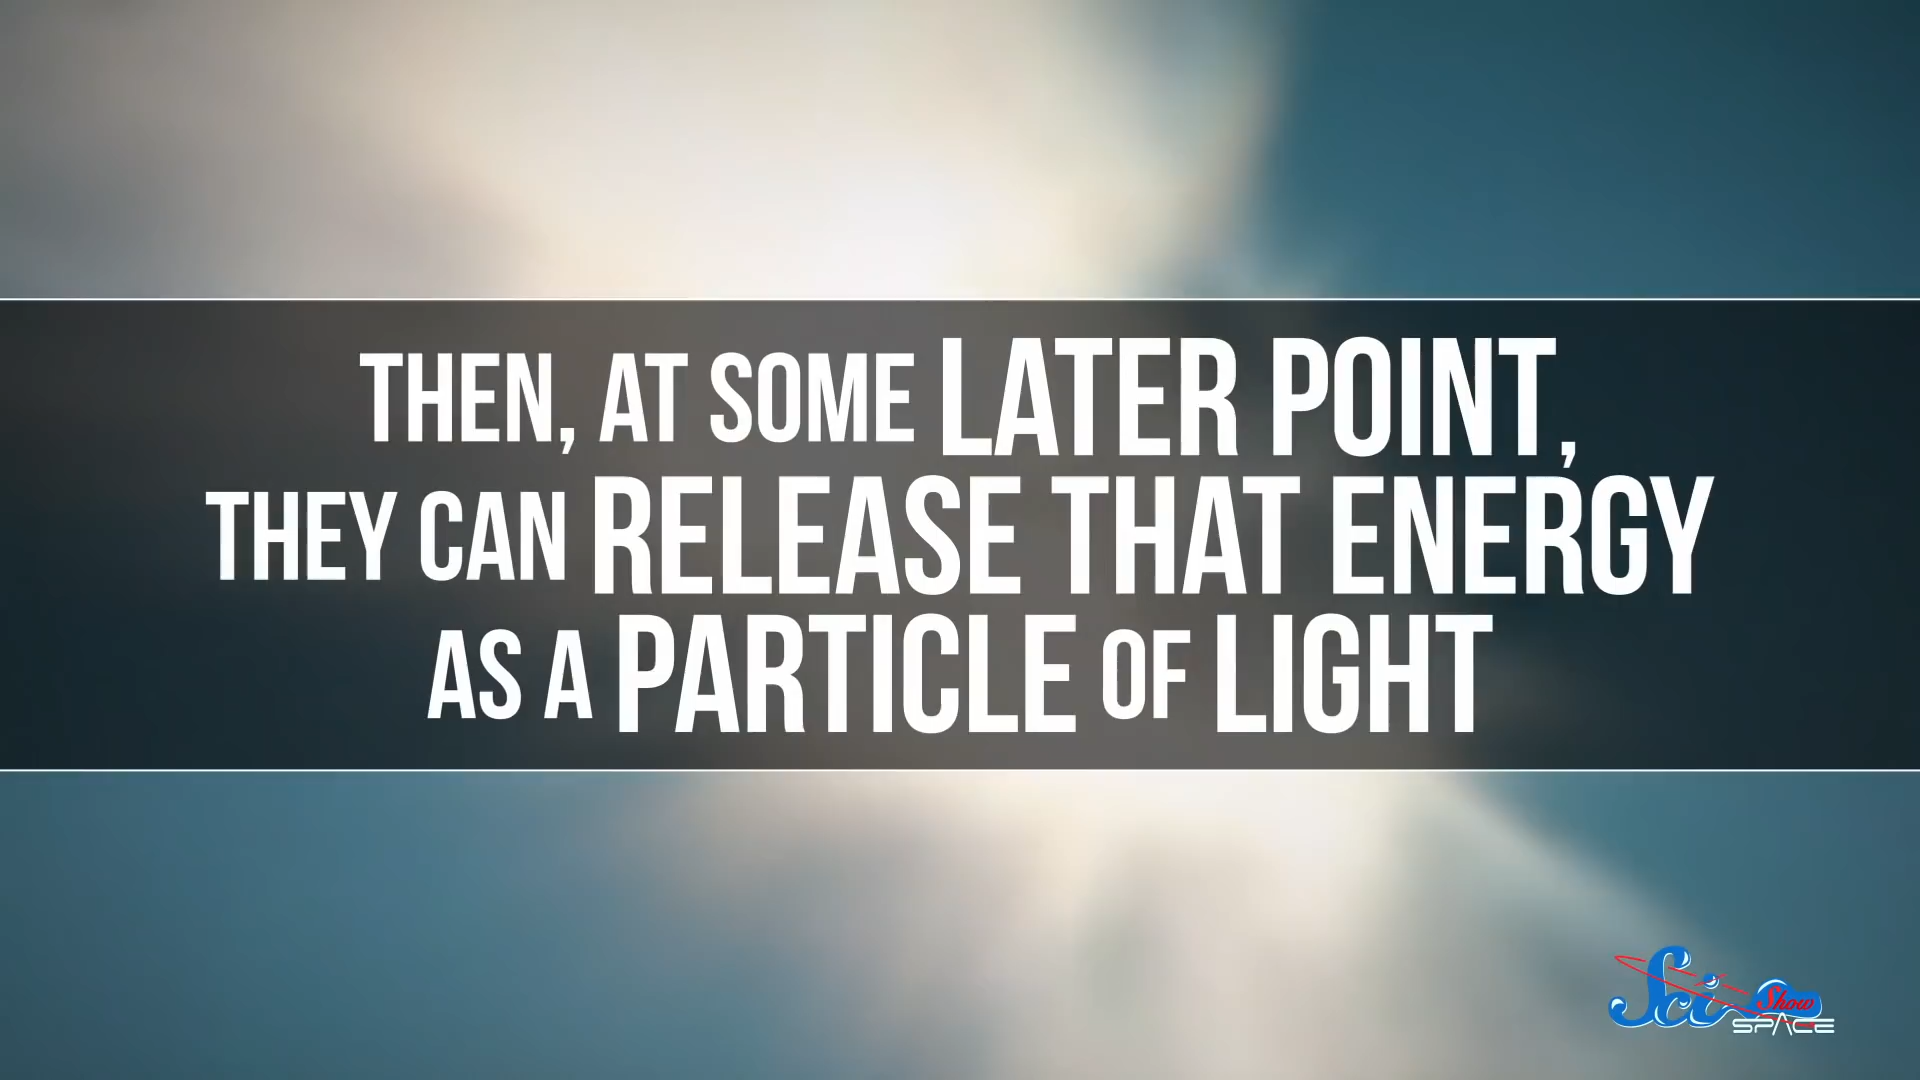 THEN, AT SOME LATER POINT,
THEY CAN RELEASE THAT ENERGY
AS A PARTICLE OF LIGHT
Sci Show
SPACE